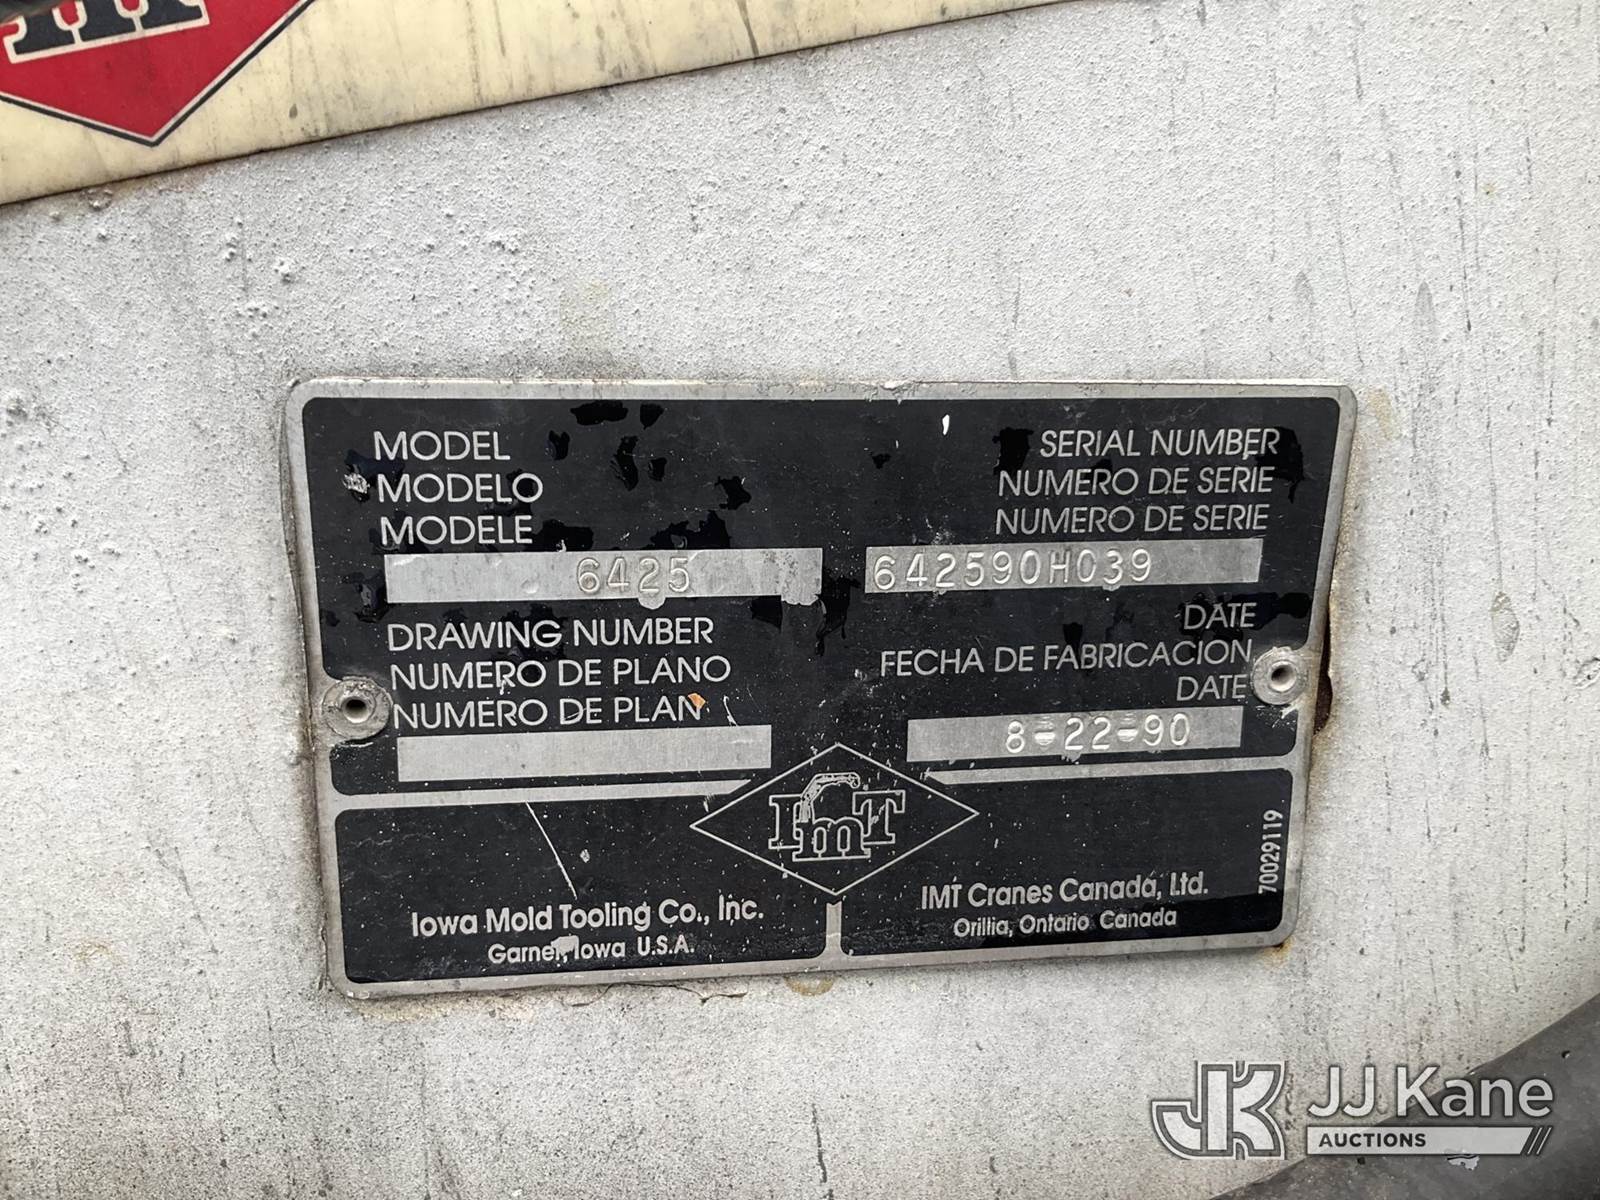 MODEL
MODELO
MODELE
6425
SERIAL NUMBER
NUMERO DE SERIE
NUMERO DE SERIE
642590H039
DRAWING NUMBER
NUMERO DE PLANO
NUMERO DE PLAN
DATE
FECHA DE FABRICACION
DATE
8-22-90
ImT
Iowa Mold Tooling Co., Inc.
Garner, Iowa U.S.A.
IMT Cranes Canada, Ltd.
Orillia, Ontario Canada
70029119
JK JJ Kane
AUCTIONS